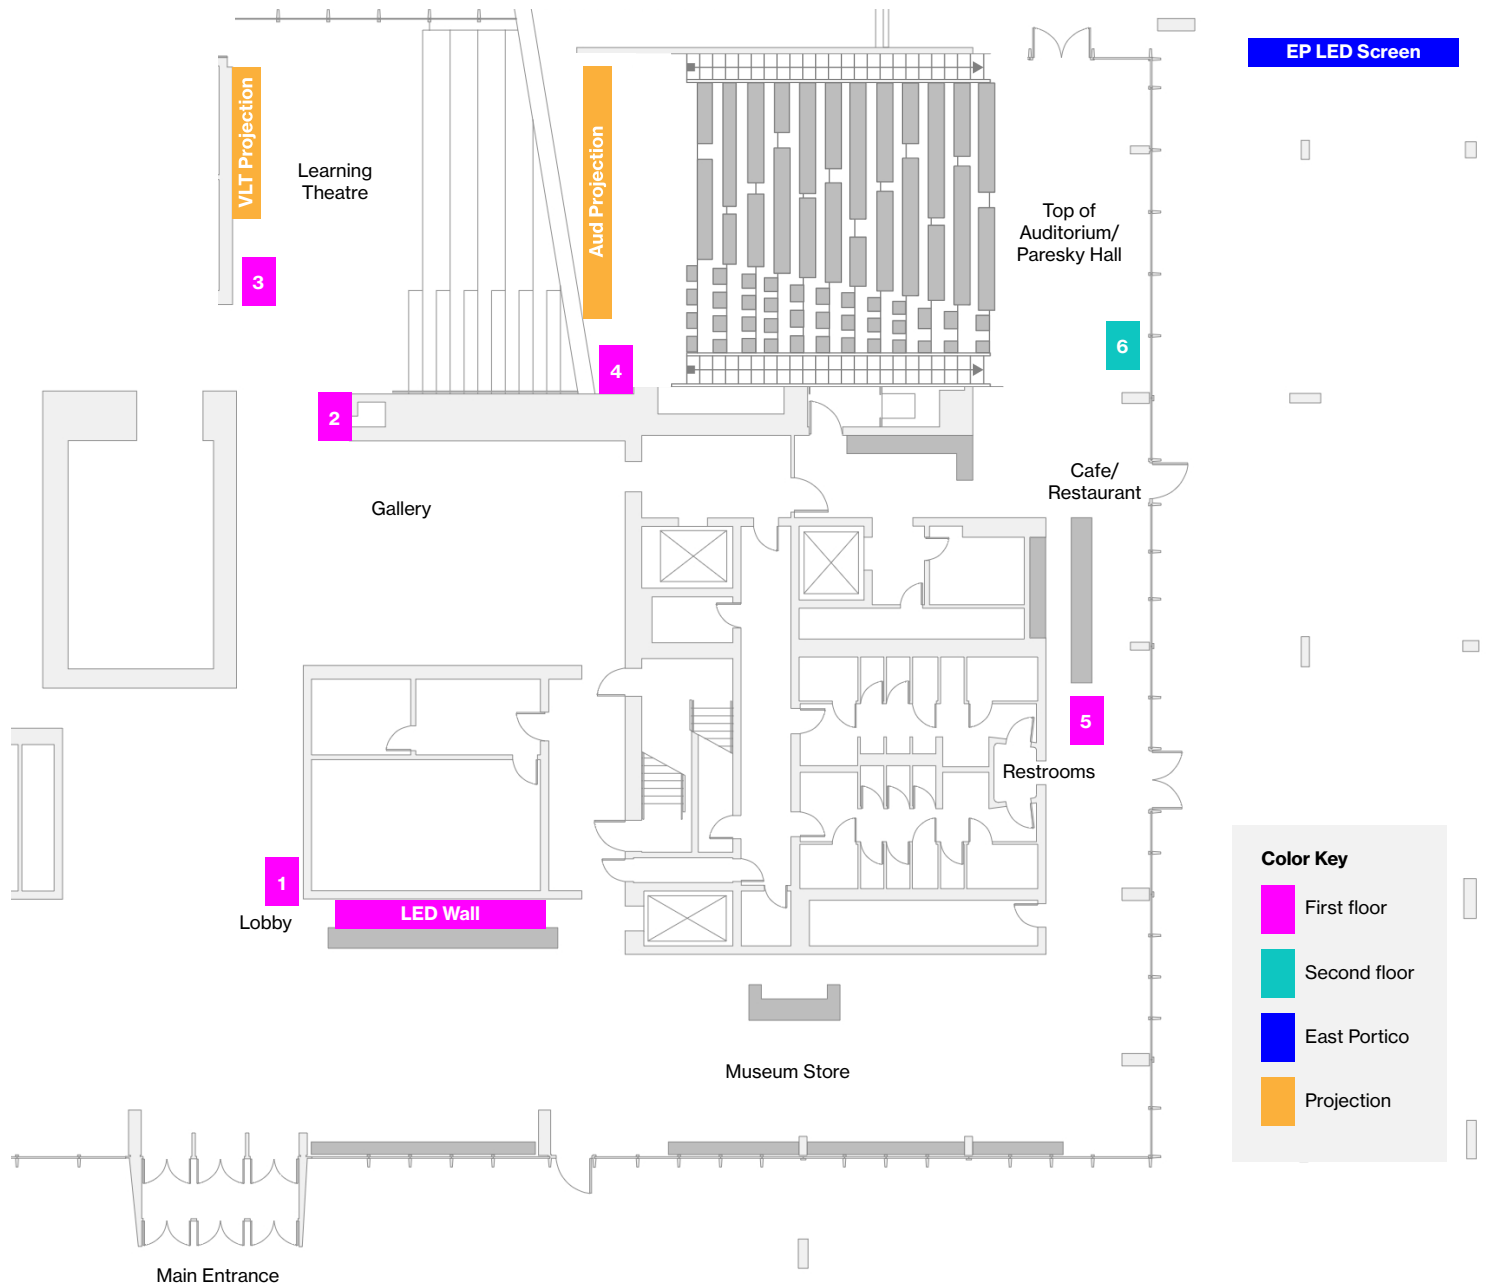 EP LED Screen
VLT Projection
Aud Projection
Learning
Theatre
Top of
Auditorium/
Paresky Hall
3
6
4
2
Cafe/
Restaurant
Gallery
5
Restrooms
1
LED Wall
Lobby
Museum Store
Main Entrance
Color Key
First floor
Second floor
East Portico
Projection